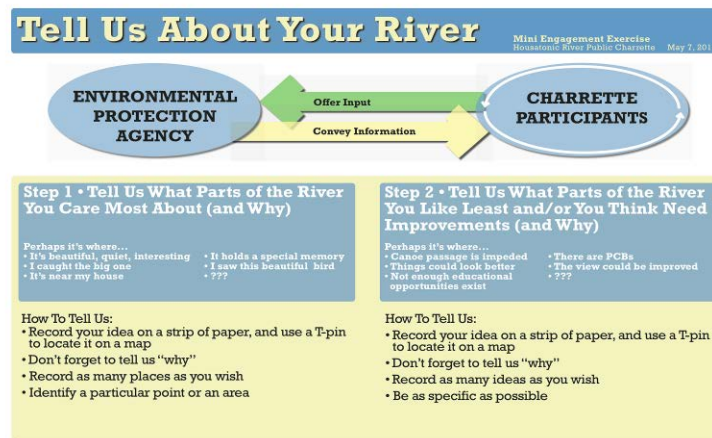 Tell Us About Your River
Mini Engagement Exercise
Housatonic River Public Charrette May 7, 201
ENVIRONMENTAL
PROTECTION
AGENCY
Offer Input
Convey Information
CHARRETTE
PARTICIPANTS
Step 1 • Tell Us What Parts of the River
You Care Most About (and Why)
Perhaps it's where...
• It's beautiful, quiet, interesting
• I caught the big one
• It's near my house
• It holds a special memory
• I saw this beautiful bird
• ???
How To Tell Us:
• Record your idea on a strip of paper, and use a T-pin
to locate it on a map
• Don't forget to tell us “why”
• Record as many places as you wish
• Identify a particular point or an area
Step 2 • Tell Us What Parts of the River
You Like Least and/or You Think Need
Improvements (and Why)
Perhaps it's where...
• Canoe passage is impeded
• Things could look better
• Not enough educational
opportunities exist
• There are PCBs
• The view could be improved
• ???
How To Tell Us:
• Record your idea on a strip of paper, and use a T-pin
to locate it on a map
• Don't forget to tell us “why”
• Record as many ideas as you wish
• Be as specific as possible